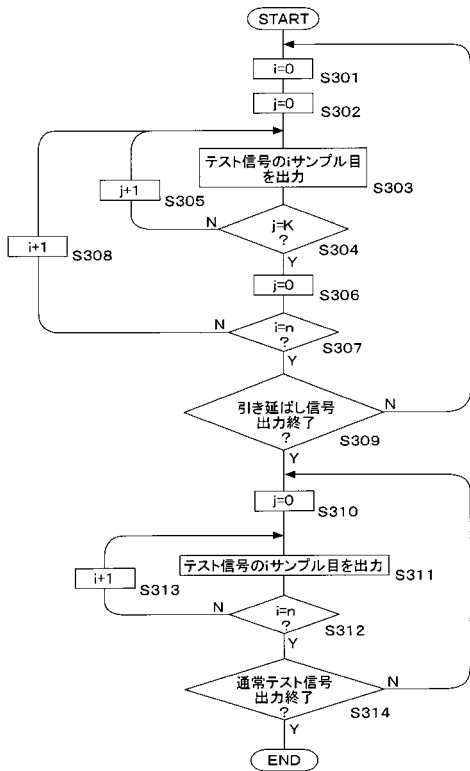 START
i=0
S301
j=0
S302
テスト信号のiサンプル目
を出力
S303
j+1
S305
N
j=K
?
S304
Y
i+1
S308
j=0
S306
N
i=n
?
S307
Y
引き延ばし信号
出力終了
?
N
S309
Y
j=0
S310
テスト信号のiサンプル目を出力
S311
i+1
S313
N
i=n
?
S312
Y
通常テスト信号
出力終了
?
N
S314
Y
END